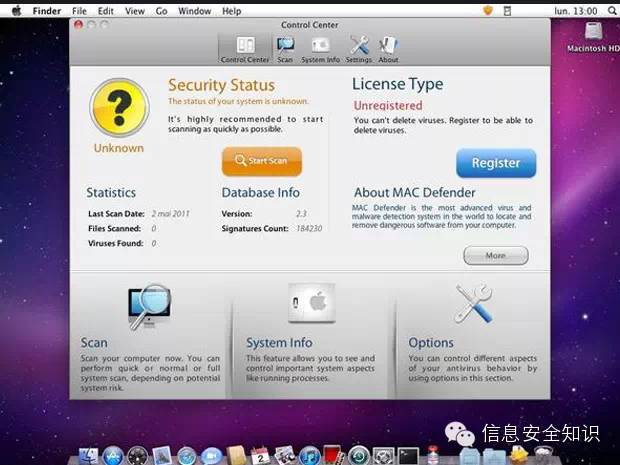 Finder File Edit View Go Window Help
lun. 13:00
Control Center
Macintosh HD
Control Center Scan System Info Settings About
Security Status
The status of your system is unknown.
It's highly recommended to start
scanning as quickly as possible.
Unknown
Start Scan
License Type
Unregistered
You can't delete viruses. Register to be able to
delete viruses.
Register
Statistics
Last Scan Date: 2 mai 2011
Files Scanned: 0
Viruses Found: 0
Database Info
Version: 2.3
Signatures Count: 184230
About MAC Defender
MAC Defender is the most advanced virus and
malware detection system in the world to locate and
remove dangerous software from your computer.
More
Scan
Scan your computer now. You can
perform quick or normal or full
system scan, depending on potential
system risk.
System Info
This feature allows you to see and
control important system aspects
like running processes.
Options
You can control different aspects
of your antivirus behavior by
using options in this section.
信息安全知识
2